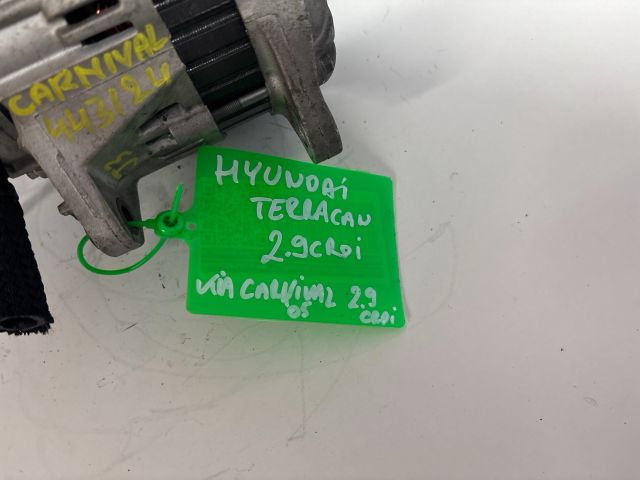 CARNIVAL
443124
HYUNDAi
TERRACAN
2.9CRDi
KIA CARNIVAL 2.9
05 CRDi